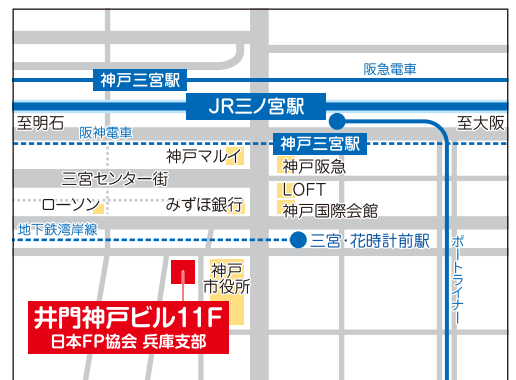 阪急電車
神戸三宮駅
JR三ノ宮駅
至明石
至大阪
阪神電車
神戸三宮駅
神戸マルイ
神戸阪急
三宮センター街
LOFT
ローソン
みずほ銀行
神戸国際会館
地下鉄湾岸線
三宮・花時計前駅
ポートライナー
神戸
市役所
井門神戸ビル11F
日本FP協会 兵庫支部